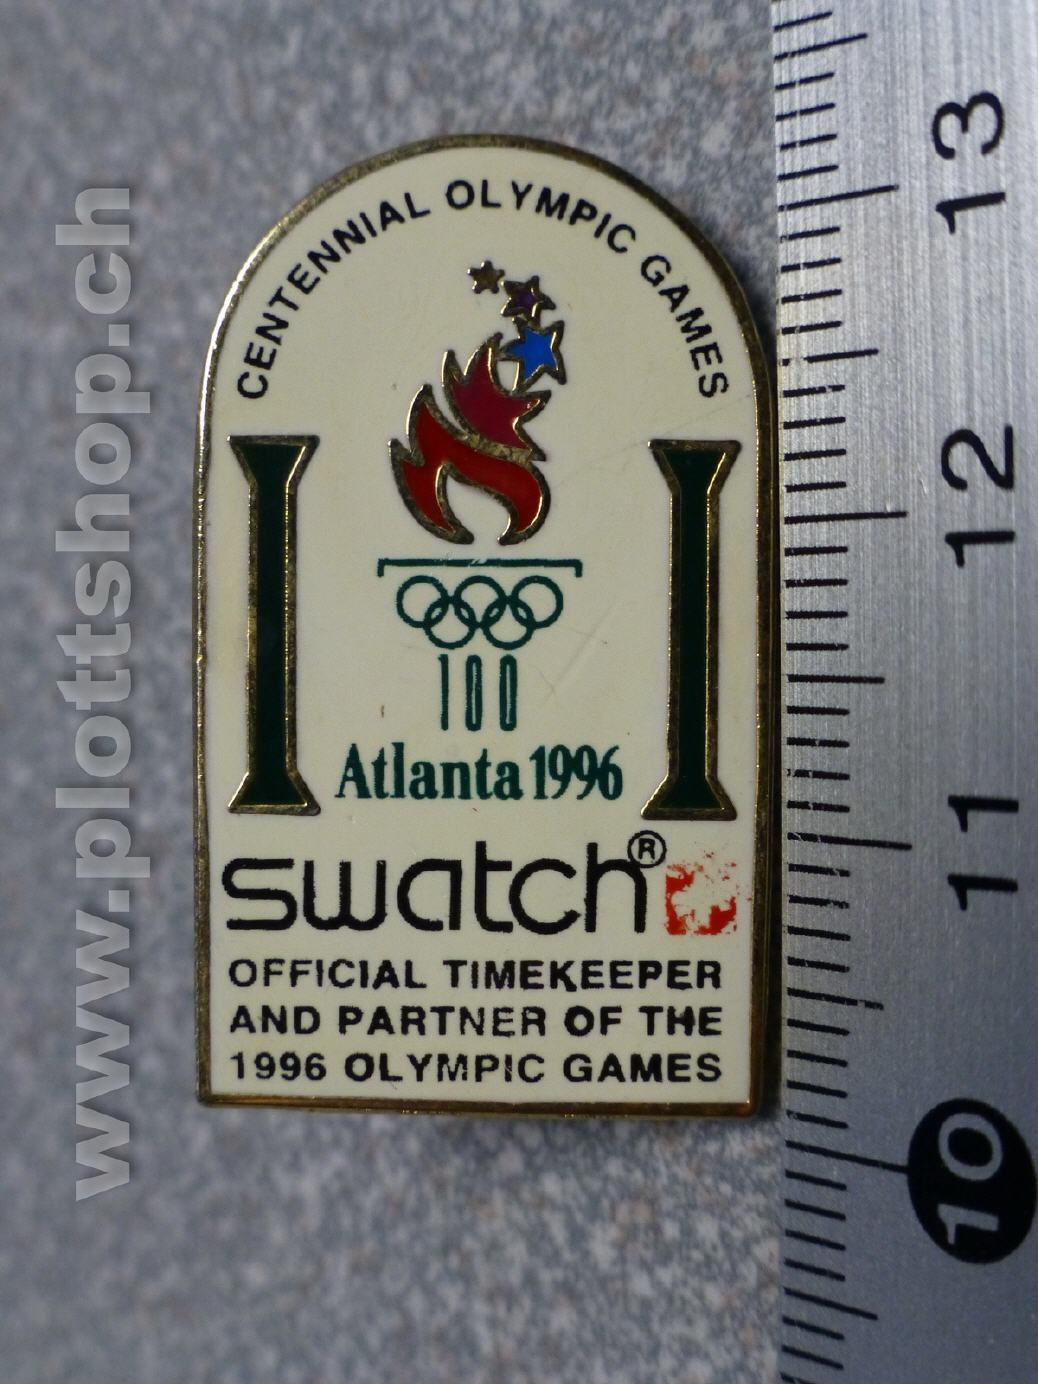 CENTENNIAL OLYMPIC GAMES
100
Atlanta 1996
swatch®
OFFICIAL TIMEKEEPER
AND PARTNER OF THE
1996 OLYMPIC GAMES
www.plottshop.ch
13
12
11
10